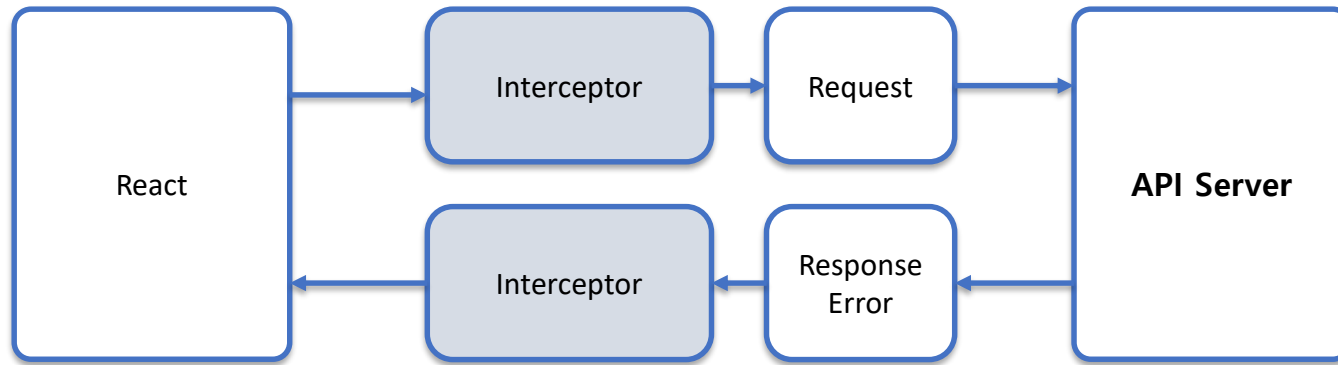 React
Interceptor
Request
API Server
Interceptor
Response
Error